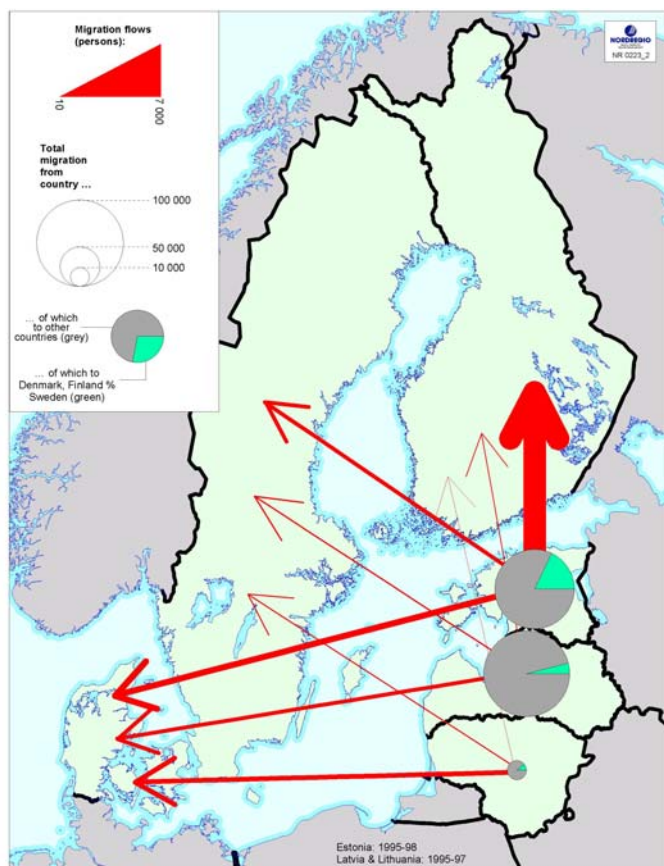 Migration flows
(persons):
10
7 000
Total
migration
from
country ...
100 000
50 000
10 000
... of which
to other
countries (grey)
... of which to
Denmark, Finland %
Sweden (green)
NORDREGIO
NR 0223_2
Estonia: 1995-98
Latvia & Lithuania: 1995-97